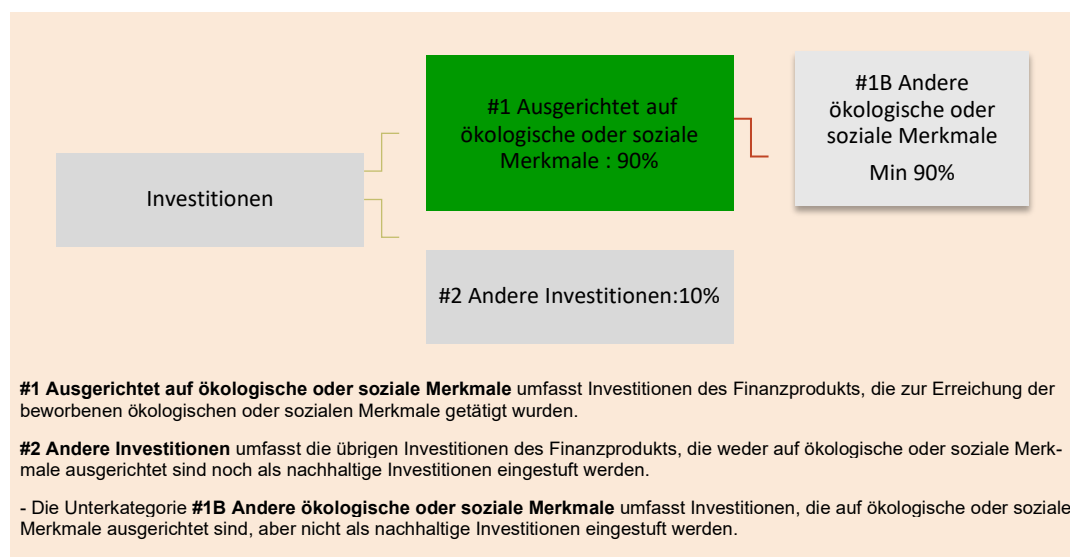 #1 Ausgerichtet auf
ökologische oder soziale
Merkmale : 90%
#1B Andere
ökologische oder
soziale Merkmale
Min 90%
Investitionen
#2 Andere Investitionen:10%
#1 Ausgerichtet auf ökologische oder soziale Merkmale umfasst Investitionen des Finanzprodukts, die zur Erreichung der
beworbenen ökologischen oder sozialen Merkmale getätigt wurden.
#2 Andere Investitionen umfasst die übrigen Investitionen des Finanzprodukts, die weder auf ökologische oder soziale Merk-
male ausgerichtet sind noch als nachhaltige Investitionen eingestuft werden.
- Die Unterkategorie #1B Andere ökologische oder soziale Merkmale umfasst Investitionen, die auf ökologische oder soziale
Merkmale ausgerichtet sind, aber nicht als nachhaltige Investitionen eingestuft werden.